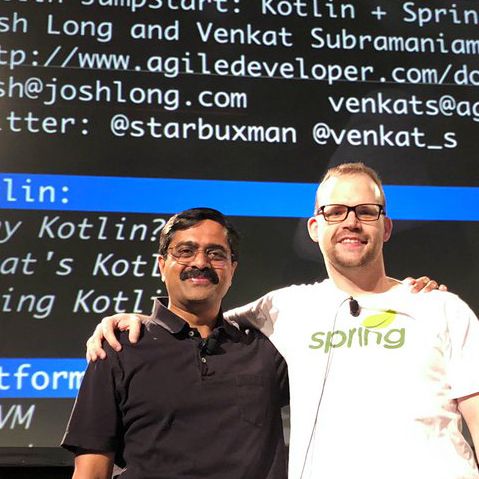 JumpStart: Kotlin + Sprin
sh Long and Venkat Subramaniam
tp://www.agiledeveloper.com/do
sh@joshlong.com venkats@ag
itter: @starbuxman @venkat_s
lin:
y Kotlin?
at's Kotl
ing Kotlin
tform
VM
spring